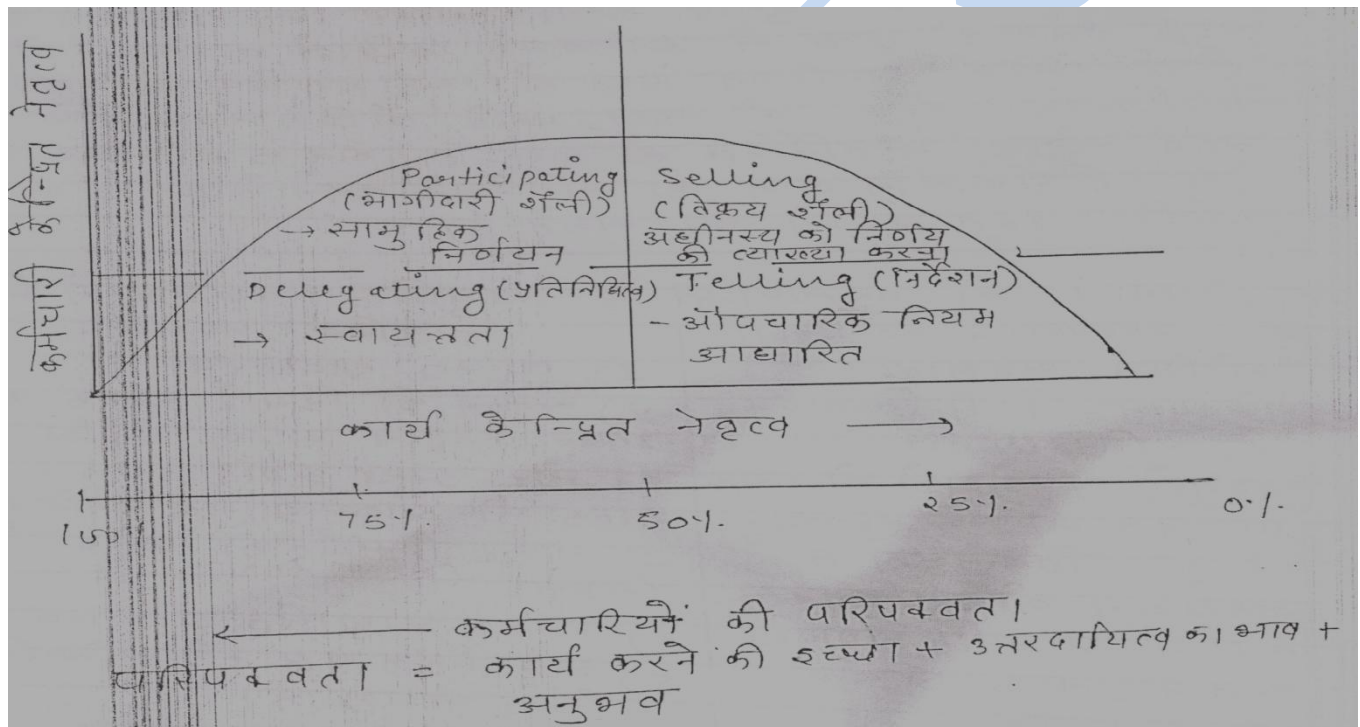 कर्मचारी केन्द्रित नेतृत्व
Participating
(भागीदारी शैली)
→ सामुहिक
निर्णयन
Selling
(विक्रय शैली)
अधीनस्थ को निर्णय
की व्याख्या करना
Delegating (प्रतिनिधित्व)
→ स्वायत्तता
Telling (निर्देशन)
- औपचारिक नियम
आधारित
कार्य केन्द्रित नेतृत्व →
100 75% 50% 25% 0%
← कर्मचारियों की परिपक्वता
परिपक्वता = कार्य करने की इच्छा + उत्तरदायित्व का भाव +
अनुभव